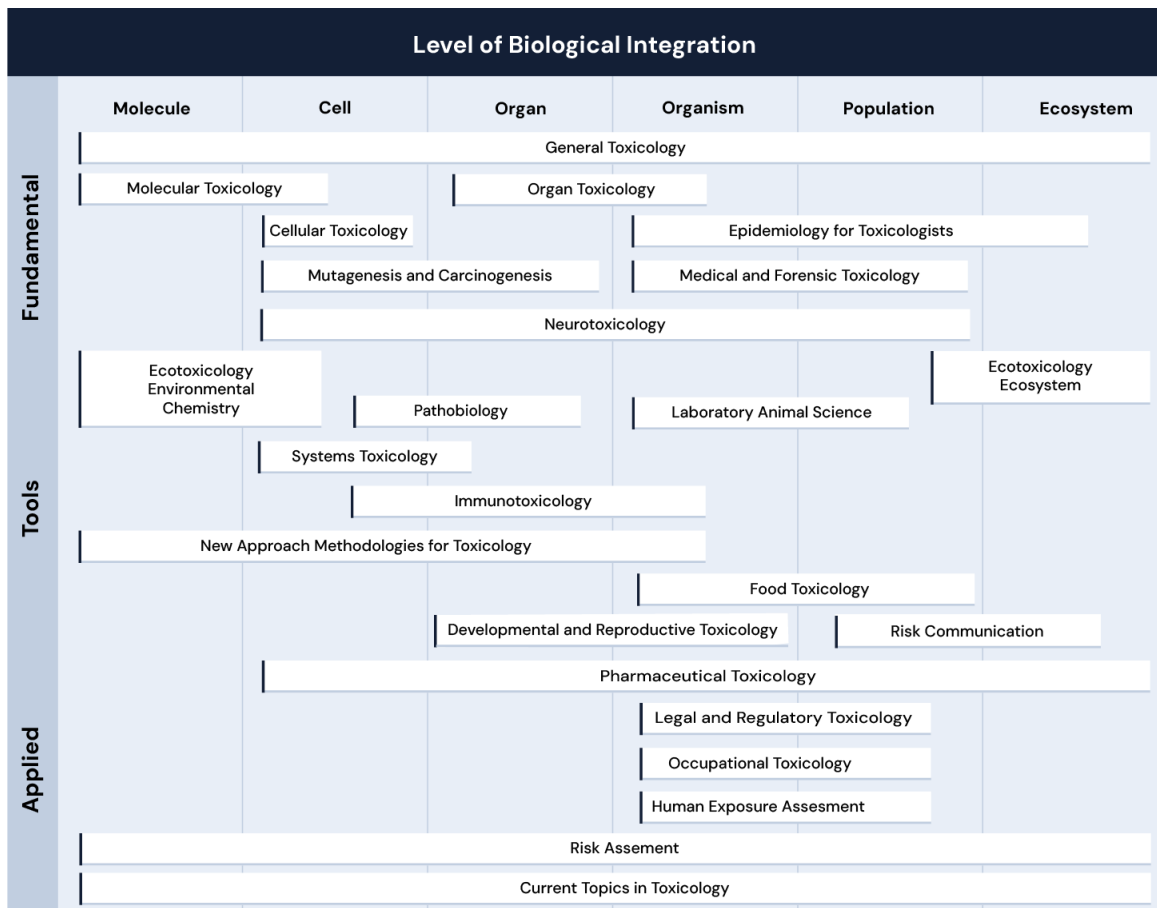 Level of Biological Integration
Molecule
Cell
Organ
Organism
Population
Ecosystem
Fundamental
General Toxicology
Molecular Toxicology
Organ Toxicology
Cellular Toxicology
Epidemiology for Toxicologists
Mutagenesis and Carcinogenesis
Medical and Forensic Toxicology
Neurotoxicology
Ecotoxicology
Environmental
Chemistry
Ecotoxicology
Ecosystem
Pathobiology
Laboratory Animal Science
Tools
Systems Toxicology
Immunotoxicology
New Approach Methodologies for Toxicology
Food Toxicology
Developmental and Reproductive Toxicology
Risk Communication
Applied
Pharmaceutical Toxicology
Legal and Regulatory Toxicology
Occupational Toxicology
Human Exposure Assesment
Risk Assement
Current Topics in Toxicology